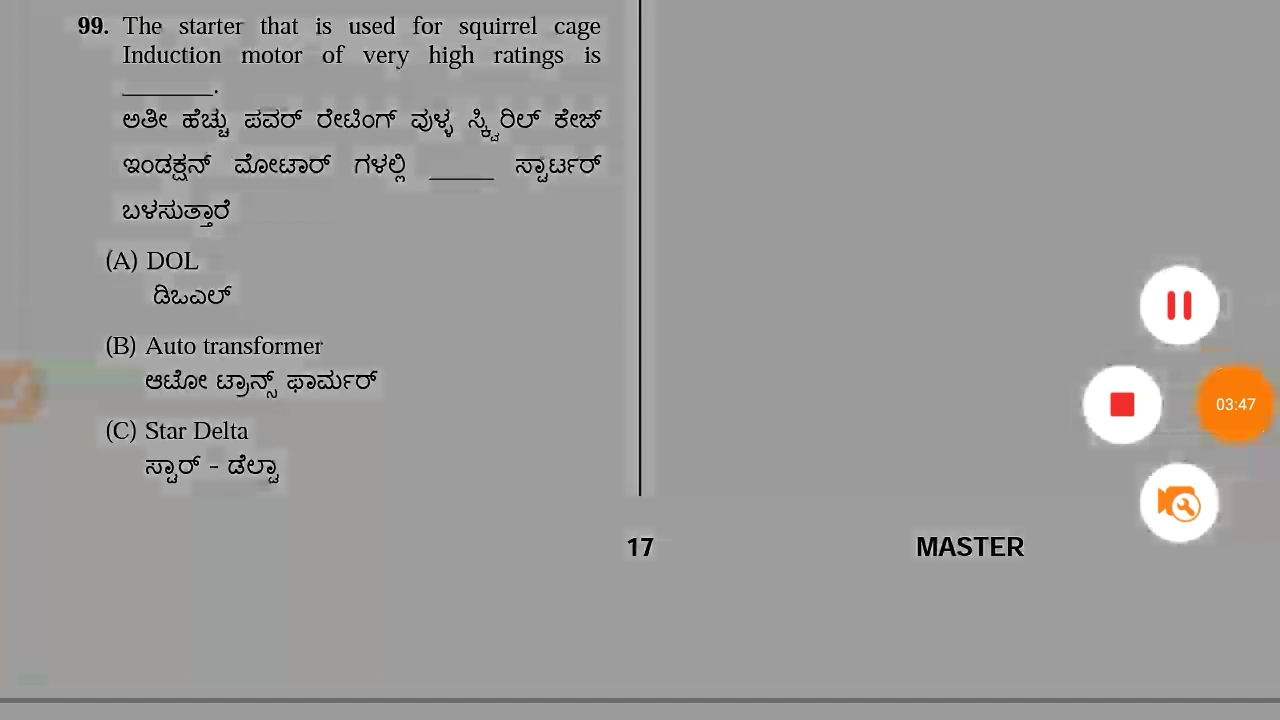 99. The starter that is used for squirrel cage
Induction motor of very high ratings is
_______.
ಅತೀ ಹೆಚ್ಚು ಪವರ್ ರೇಟಿಂಗ್ ವುಳ್ಳ ಸ್ಕ್ವಿರಿಲ್ ಕೇಜ್
ಇಂಡಕ್ಷನ್ ಮೋಟಾರ್ ಗಳಲ್ಲಿ _____ ಸ್ಟಾರ್ಟರ್
ಬಳಸುತ್ತಾರೆ
(A) DOL
ಡಿಒಎಲ್
(B) Auto transformer
ಆಟೋ ಟ್ರಾನ್ಸ್ ಫಾರ್ಮರ್
(C) Star Delta
ಸ್ಟಾರ್ - ಡೆಲ್ಟಾ
17
MASTER
03:47